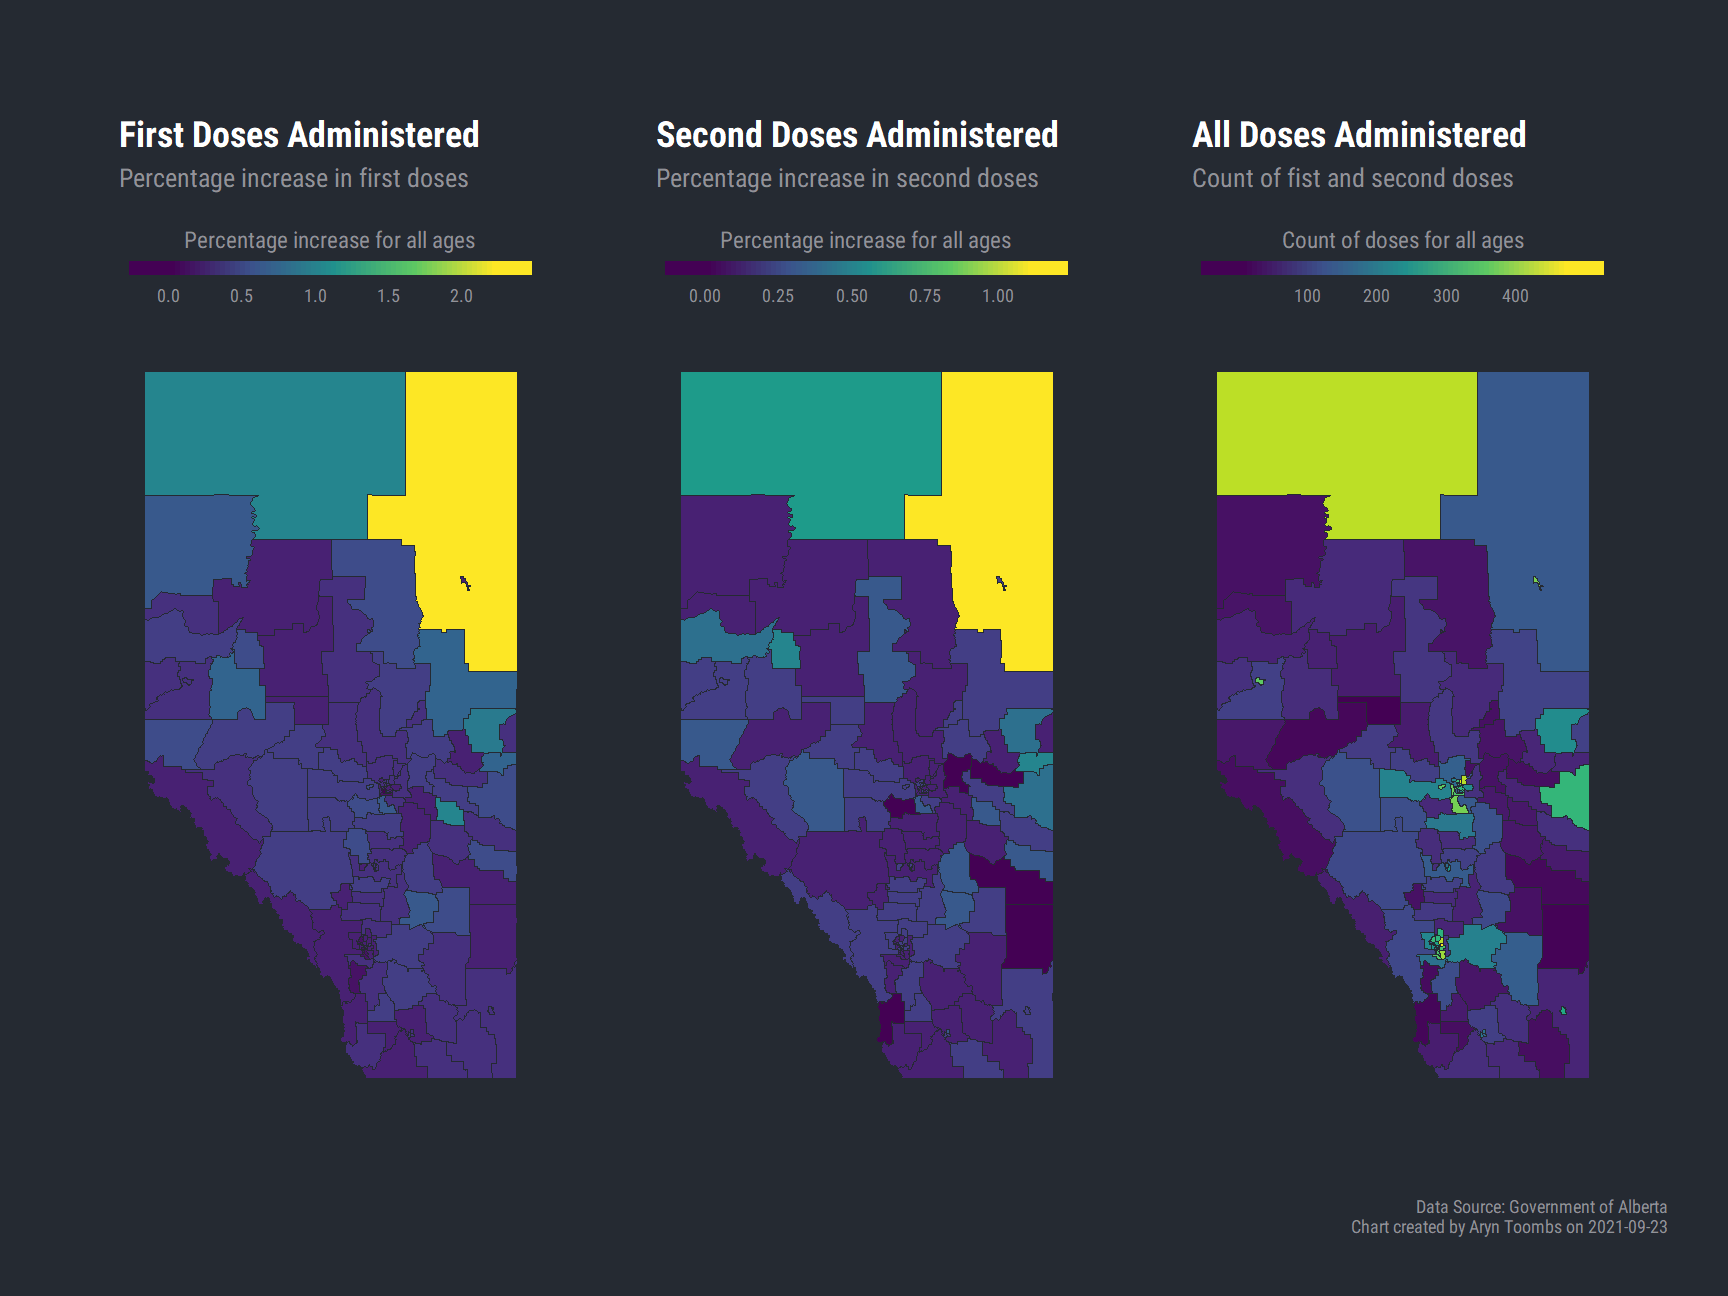 First Doses Administered
Percentage increase in first doses
Percentage increase for all ages
0.0 0.5 1.0 1.5 2.0
Second Doses Administered
Percentage increase in second doses
Percentage increase for all ages
0.00 0.25 0.50 0.75 1.00
All Doses Administered
Count of fist and second doses
Count of doses for all ages
100 200 300 400
Data Source: Government of Alberta
Chart created by Aryn Toombs on 2021-09-23